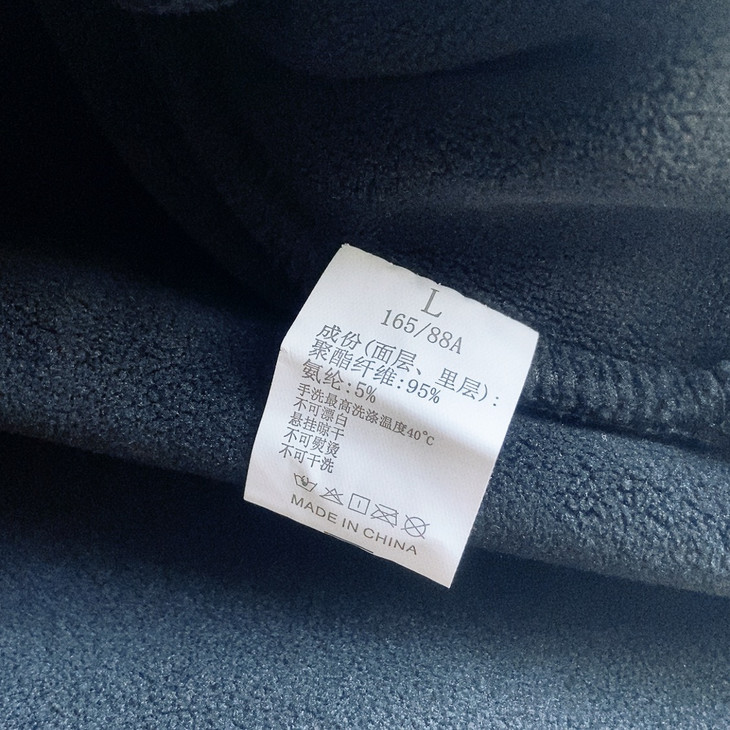 L
165/88A
成份(面层、里层):
聚酯纤维:95%
氨纶:5%
手洗最高洗涤温度40°C
不可漂白
悬挂晾干
不可熨烫
不可干洗
MADE IN CHINA